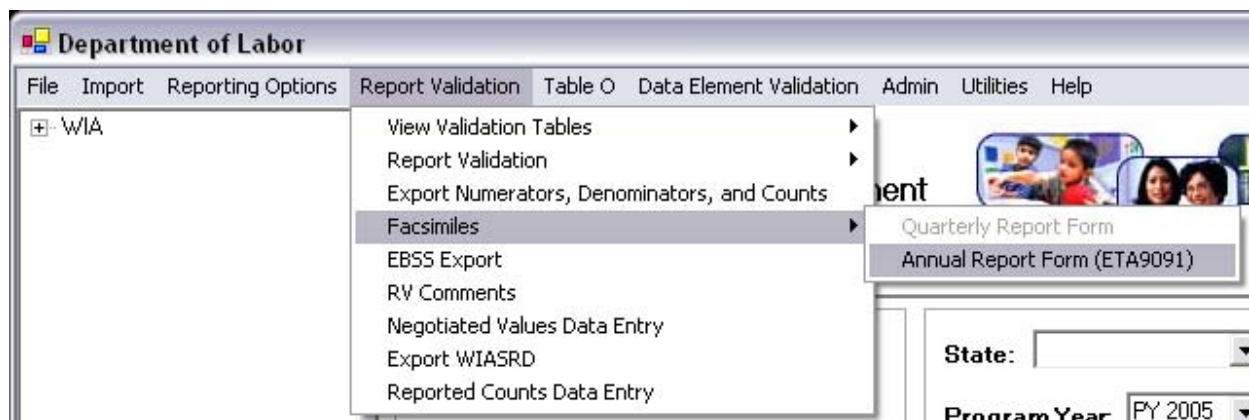 Department of Labor
File Import Reporting Options Report Validation Table O Data Element Validation Admin Utilities Help
WIA
View Validation Tables
Report Validation
Export Numerators, Denominators, and Counts
Facsimiles
EBSS Export
RV Comments
Negotiated Values Data Entry
Export WIASRD
Reported Counts Data Entry
Quarterly Report Form
Annual Report Form (ETA9091)
State:
Program Year PY 2005